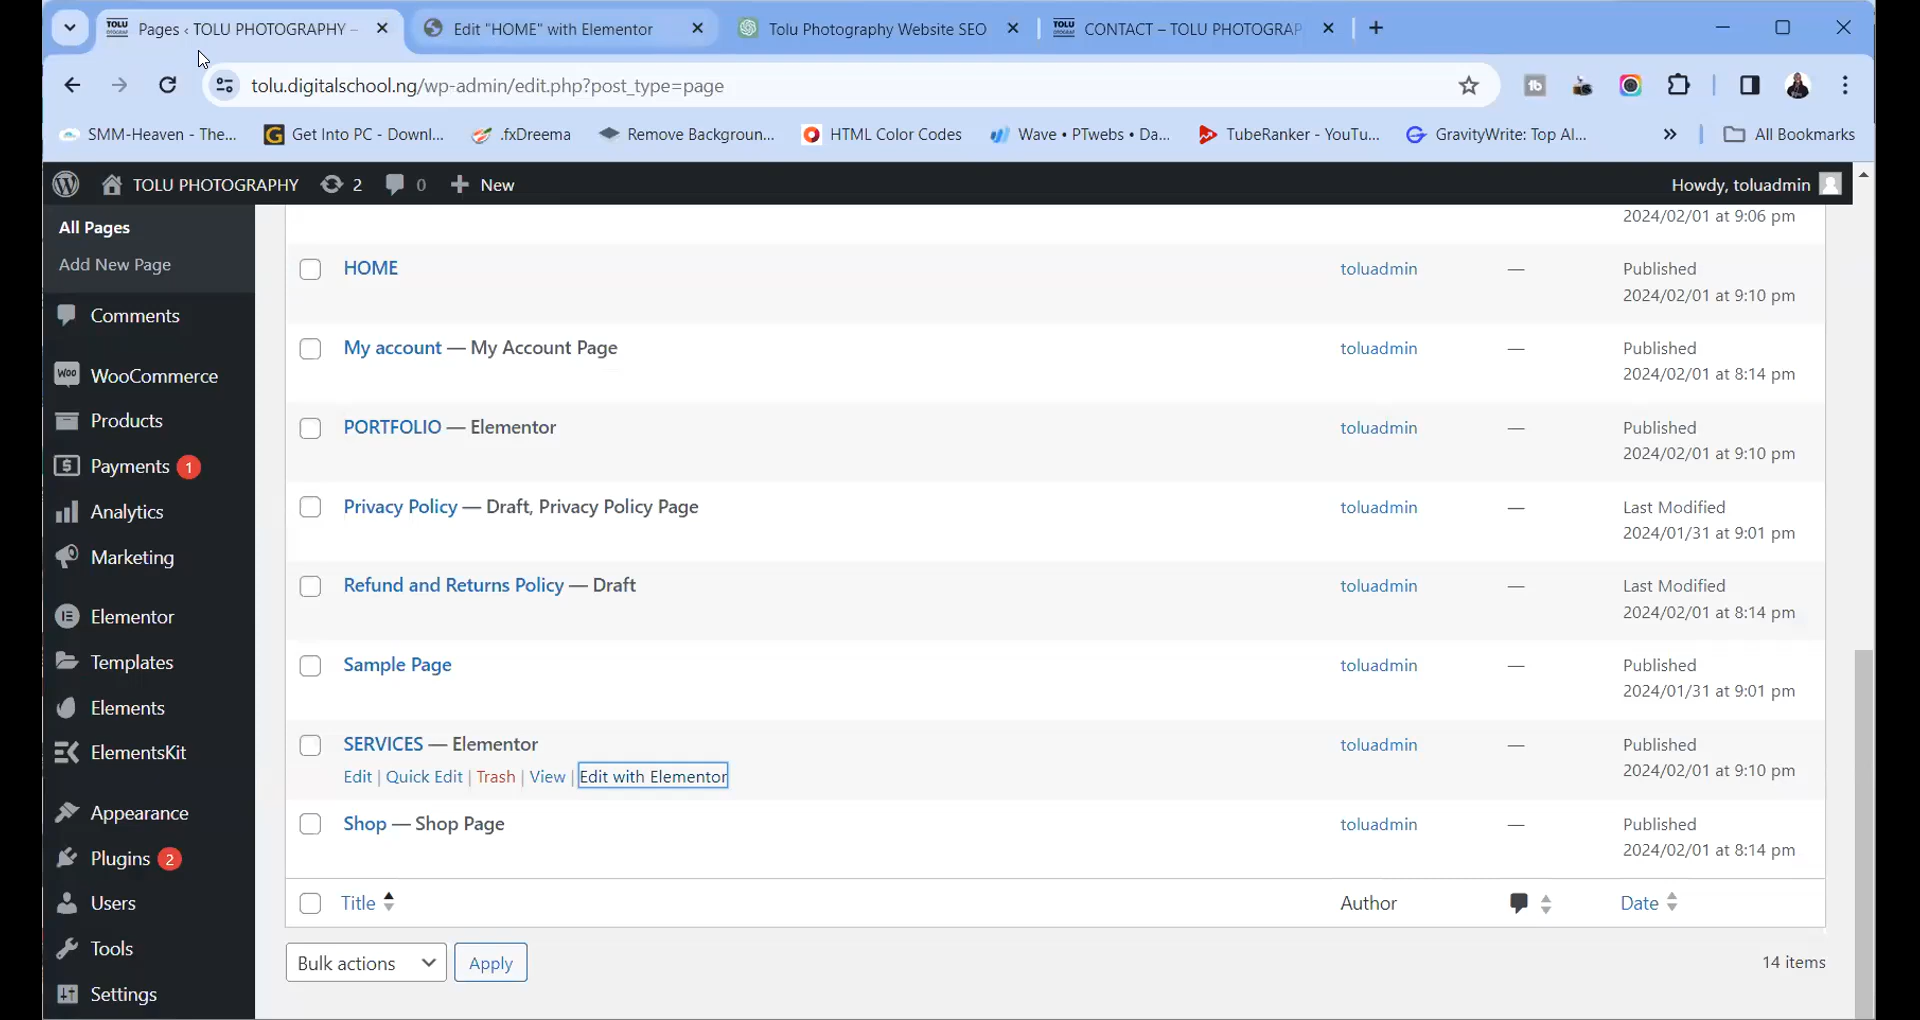 Pages ‹ TOLU PHOTOGRAPHY –
Edit "HOME" with Elementor
Tolu Photography Website SEO
TOLU CONTACT – TOLU PHOTOGRAP
tolu.digitalschool.ng/wp-admin/edit.php?post_type=page
SMM-Heaven - The...
Get Into PC - Downl...
.fxDreema
Remove Backgroun...
HTML Color Codes
Wave • PTwebs • Da...
TubeRanker - YouTu...
GravityWrite: Top AI...
All Bookmarks
TOLU PHOTOGRAPHY
2
0
New
Howdy, toluadmin
All Pages
Add New Page
Comments
WooCommerce
Products
Payments 1
Analytics
Marketing
Elementor
Templates
Elements
ElementsKit
Appearance
Plugins 2
Users
Tools
Settings
2024/02/01 at 9:06 pm
HOME
toluadmin
—
Published
2024/02/01 at 9:10 pm
My account — My Account Page
toluadmin
—
Published
2024/02/01 at 8:14 pm
PORTFOLIO — Elementor
toluadmin
—
Published
2024/02/01 at 9:10 pm
Privacy Policy — Draft, Privacy Policy Page
toluadmin
—
Last Modified
2024/01/31 at 9:01 pm
Refund and Returns Policy — Draft
toluadmin
—
Last Modified
2024/02/01 at 8:14 pm
Sample Page
toluadmin
—
Published
2024/01/31 at 9:01 pm
SERVICES — Elementor
Edit | Quick Edit | Trash | View | Edit with Elementor
toluadmin
—
Published
2024/02/01 at 9:10 pm
Shop — Shop Page
toluadmin
—
Published
2024/02/01 at 8:14 pm
Title
Author
Date
Bulk actions
Apply
14 items